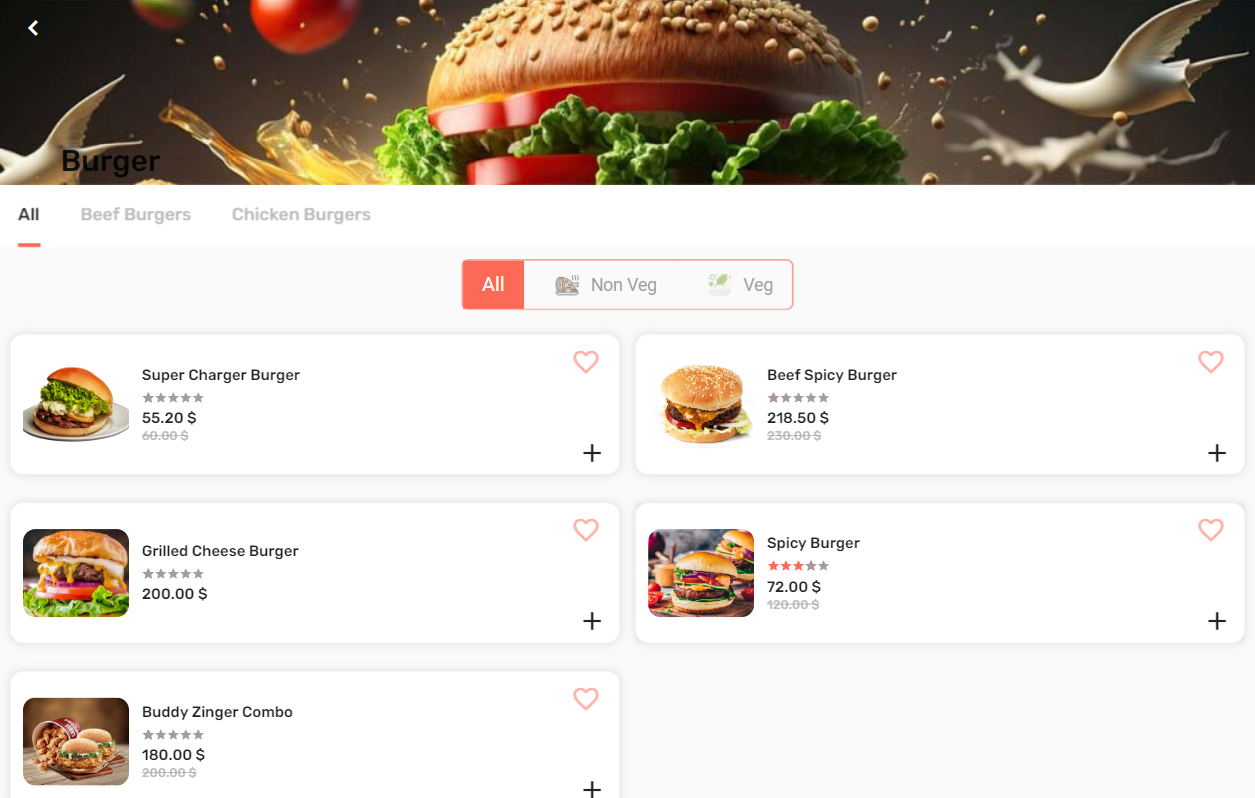 Burger
All Beef Burgers Chicken Burgers
All Non Veg Veg
Super Charger Burger
55.20 $
60.00 $
Beef Spicy Burger
218.50 $
230.00 $
Grilled Cheese Burger
200.00 $
Spicy Burger
72.00 $
120.00 $
Buddy Zinger Combo
180.00 $
200.00 $